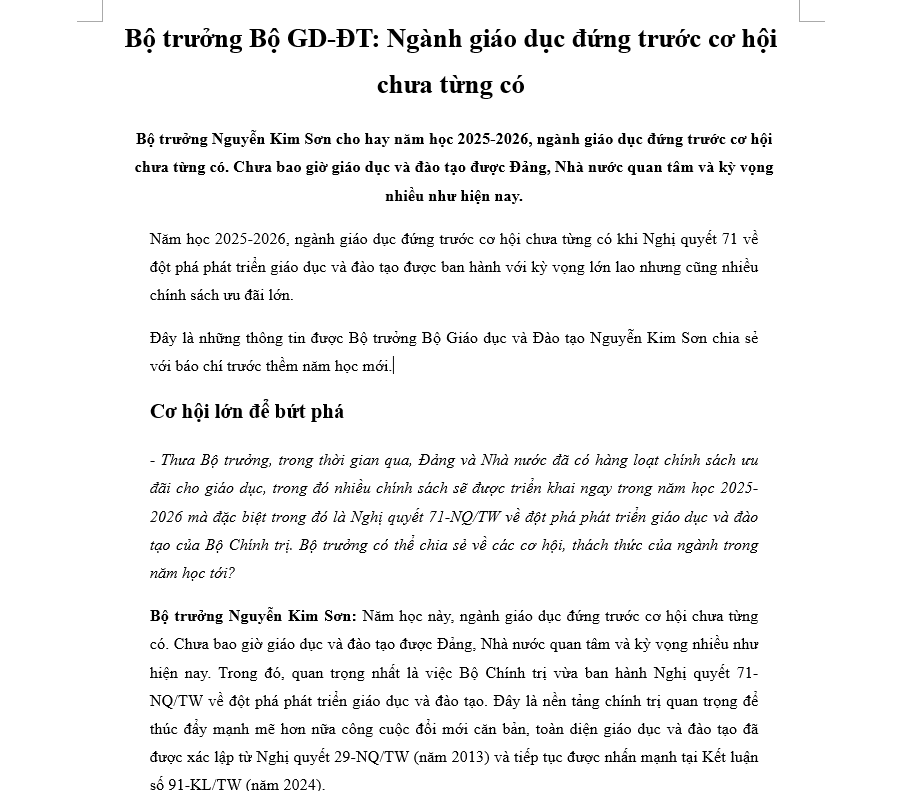 Bộ trưởng Bộ GD-ĐT: Ngành giáo dục đứng trước cơ hội
chưa từng có
Bộ trưởng Nguyễn Kim Sơn cho hay năm học 2025-2026, ngành giáo dục đứng trước cơ hội
chưa từng có. Chưa bao giờ giáo dục và đào tạo được Đảng, Nhà nước quan tâm và kỳ vọng
nhiều như hiện nay.
Năm học 2025-2026, ngành giáo dục đứng trước cơ hội chưa từng có khi Nghị quyết 71 về
đột phá phát triển giáo dục và đào tạo được ban hành với kỳ vọng lớn lao nhưng cũng nhiều
chính sách ưu đãi lớn.
Đây là những thông tin được Bộ trưởng Bộ Giáo dục và Đào tạo Nguyễn Kim Sơn chia sẻ
với báo chí trước thềm năm học mới.
Cơ hội lớn để bứt phá
- Thưa Bộ trưởng, trong thời gian qua, Đảng và Nhà nước đã có hàng loạt chính sách ưu
đãi cho giáo dục, trong đó nhiều chính sách sẽ được triển khai ngay trong năm học 2025-
2026 mà đặc biệt trong đó là Nghị quyết 71-NQ/TW về đột phá phát triển giáo dục và đào
tạo của Bộ Chính trị. Bộ trưởng có thể chia sẻ về các cơ hội, thách thức của ngành trong
năm học tới?
Bộ trưởng Nguyễn Kim Sơn: Năm học này, ngành giáo dục đứng trước cơ hội chưa từng
có. Chưa bao giờ giáo dục và đào tạo được Đảng, Nhà nước quan tâm và kỳ vọng nhiều như
hiện nay. Trong đó, quan trọng nhất là việc Bộ Chính trị vừa ban hành Nghị quyết 71-
NQ/TW về đột phá phát triển giáo dục và đào tạo. Đây là nền tảng chính trị quan trọng để
thúc đẩy mạnh mẽ hơn nữa công cuộc đổi mới căn bản, toàn diện giáo dục và đào tạo đã
được xác lập từ Nghị quyết 29-NQ/TW (năm 2013) và tiếp tục được nhấn mạnh tại Kết luận
số 91-KL/TW (năm 2024).